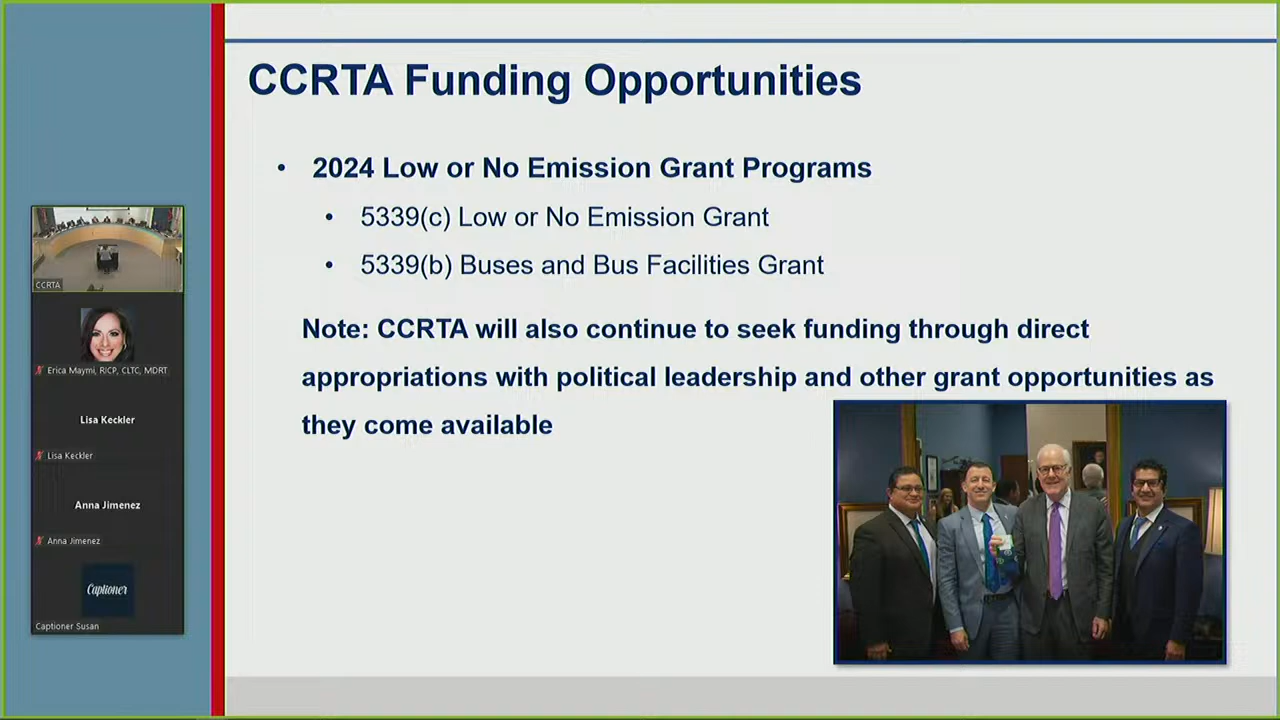 CCRTA Funding Opportunities
• 2024 Low or No Emission Grant Programs
• 5339(c) Low or No Emission Grant
• 5339(b) Buses and Bus Facilities Grant
Note: CCRTA will also continue to seek funding through direct
appropriations with political leadership and other grant opportunities as
they come available
CCRTA
Erica Maymi, RICP, CLTC, MDRT
Lisa Keckler
Lisa Keckler
Anna Jimenez
Anna Jimenez
Captioner
Captioner Susan